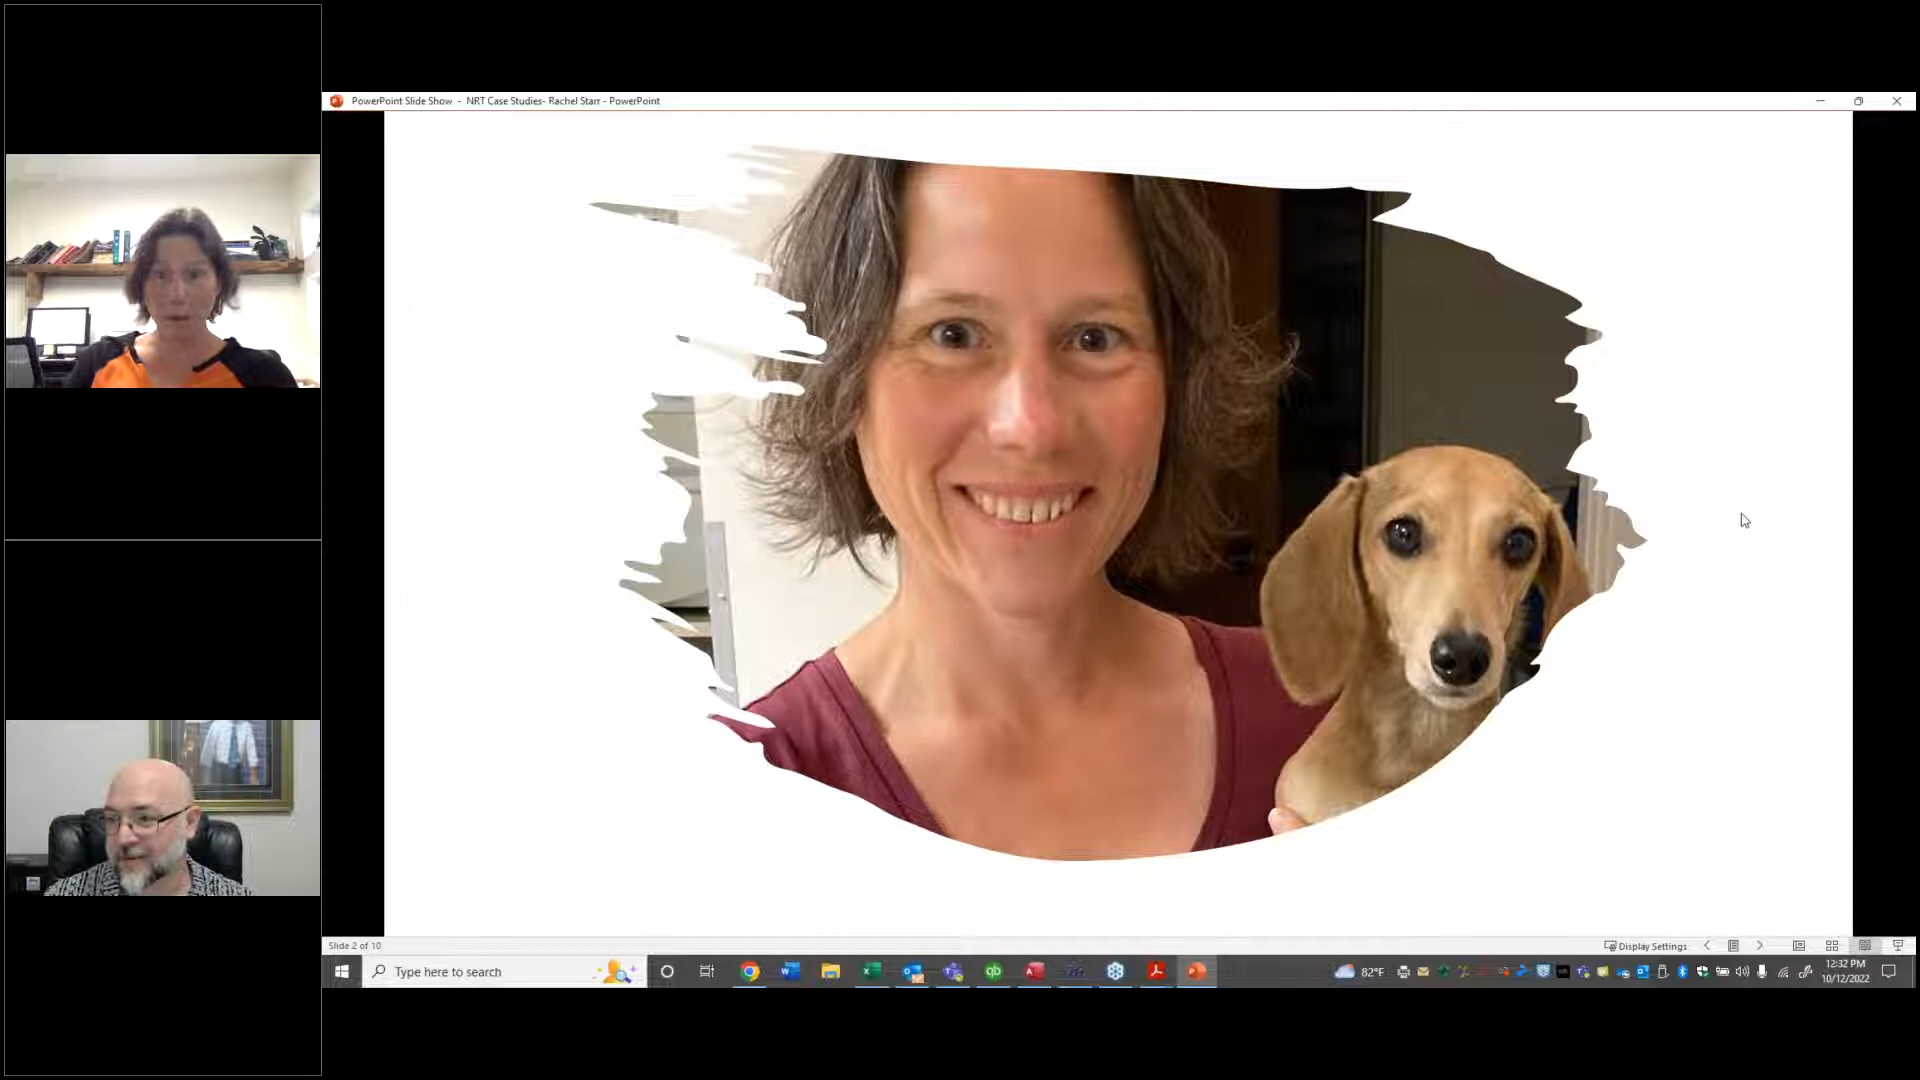 PowerPoint Slide Show - NRT Case Studies- Rachel Starr - PowerPoint
Slide 2 of 10
Display Settings
Type here to search
82°F
12:32 PM
10/12/2022